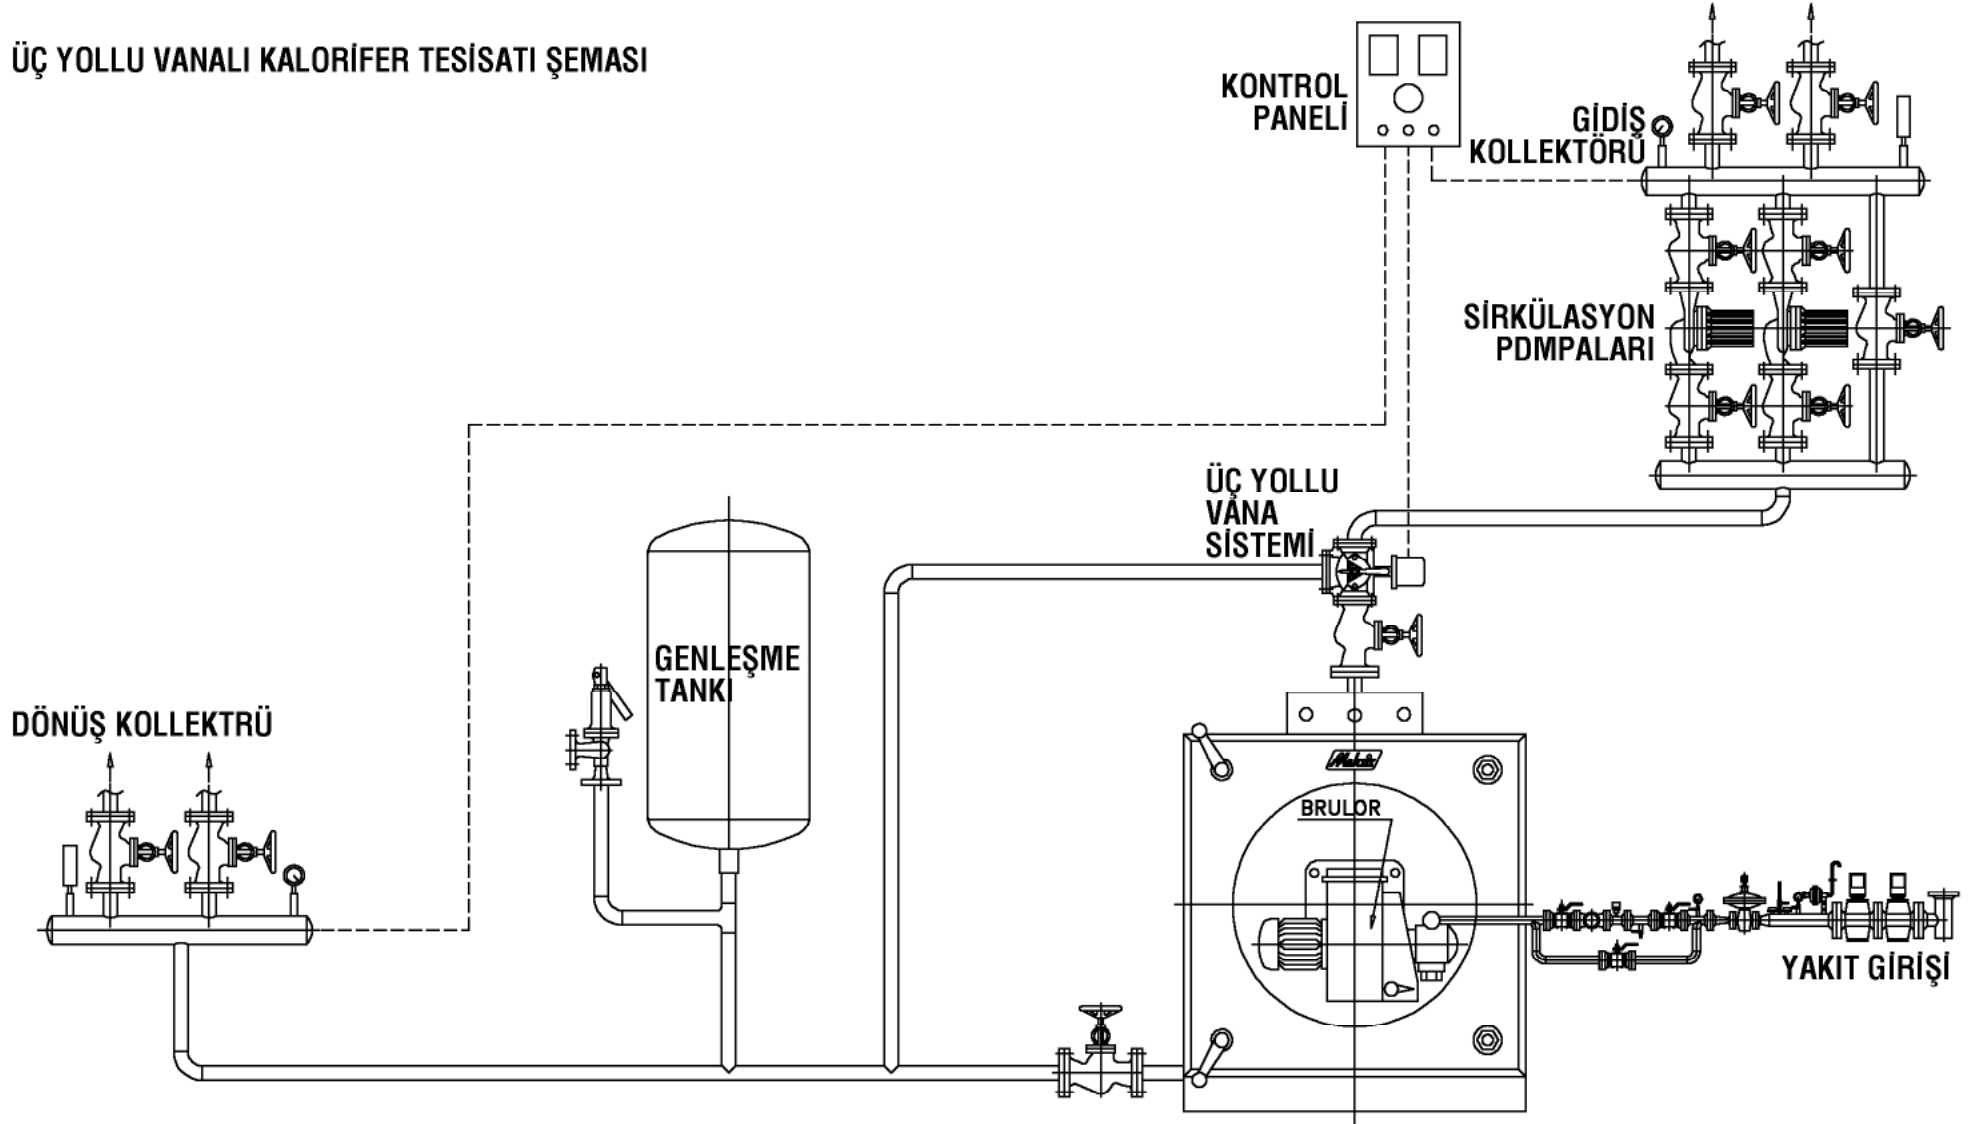 ÜÇ YOLLU VANALI KALORİFER TESİSATI ŞEMASI
KONTROL
PANELİ
GİDİŞ
KOLLEKTÖRÜ
SİRKÜLASYON
PDMPALARI
ÜÇ YOLLU
VANA
SİSTEMİ
GENLEŞME
TANKI
DÖNÜŞ KOLLEKTRÜ
BRULOR
YAKIT GİRİŞİ